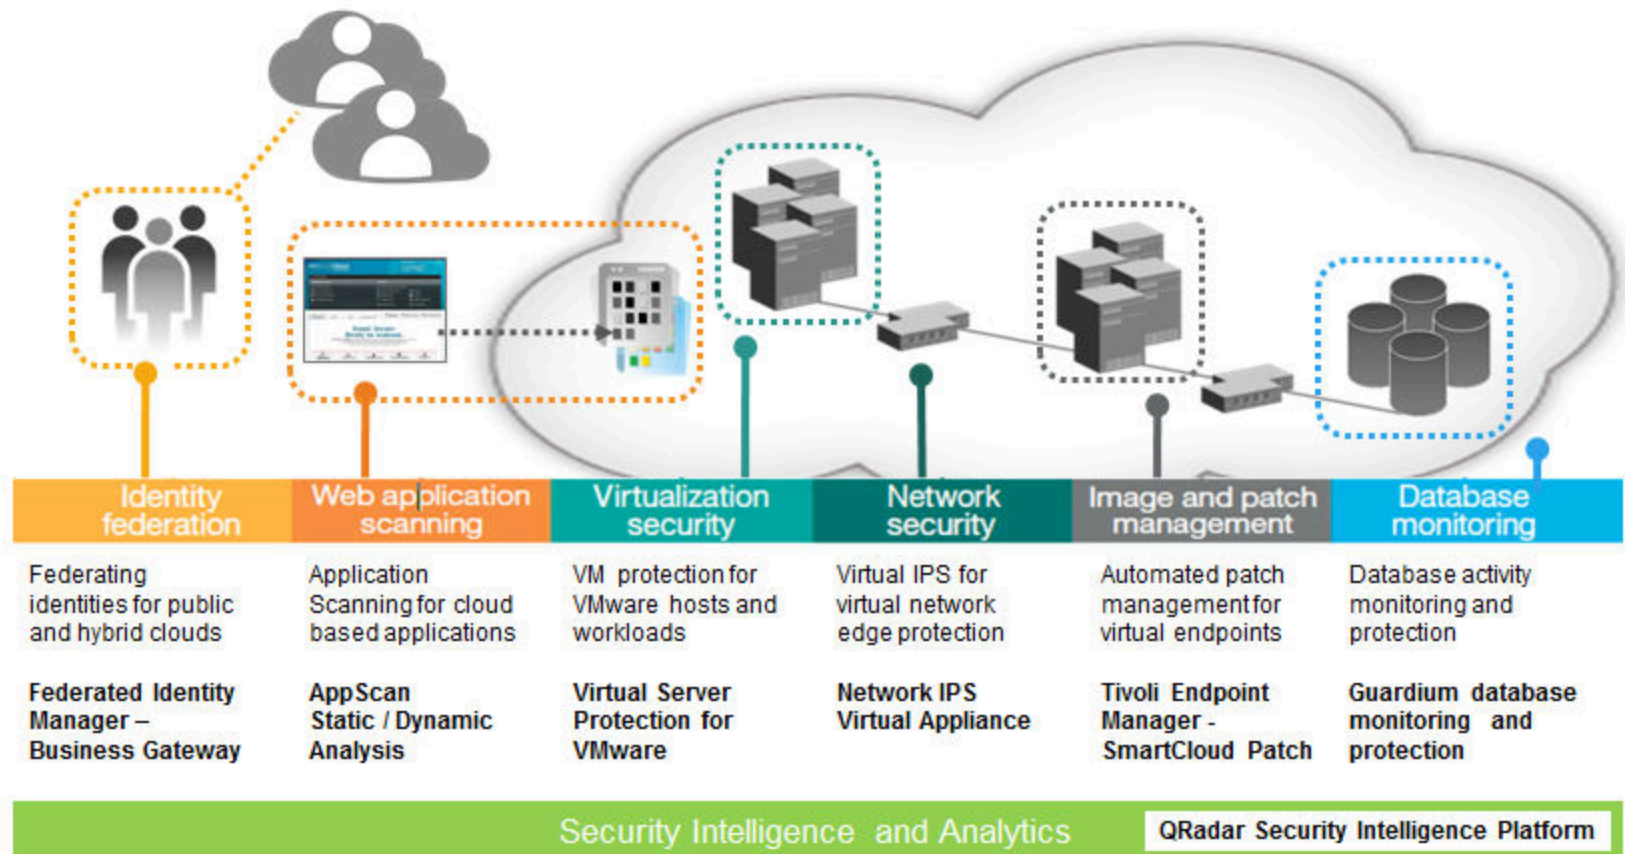 Identity
federation
Web application
scanning
Virtualization
security
Network
security
Image and patch
management
Database
monitoring
Federating
identities for public
and hybrid clouds
Application
Scanning for cloud
based applications
VM protection for
VMware hosts and
workloads
Virtual IPS for
virtual network
edge protection
Automated patch
management for
virtual endpoints
Database activity
monitoring and
protection
Federated Identity
Manager –
Business Gateway
AppScan
Static / Dynamic
Analysis
Virtual Server
Protection for
VMware
Network IPS
Virtual Appliance
Tivoli Endpoint
Manager -
SmartCloud Patch
Guardium database
monitoring and
protection
Security Intelligence and Analytics
QRadar Security Intelligence Platform